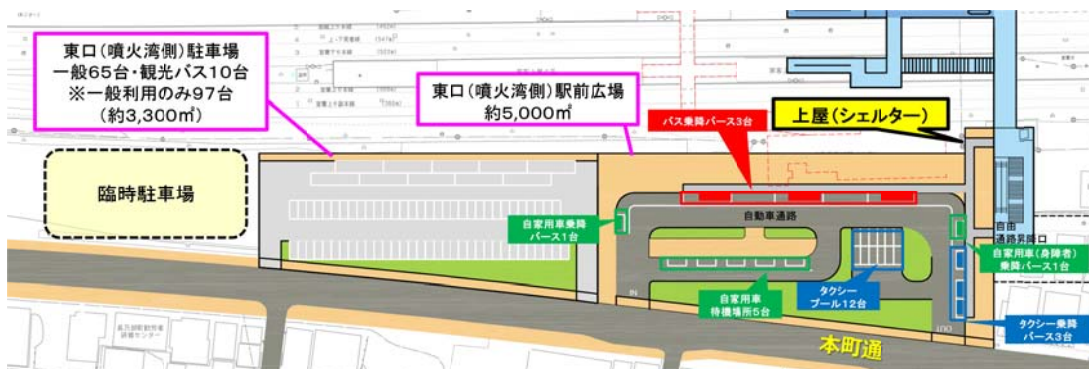 東口(噴火湾側)駐車場
一般65台・観光バス10台
※一般利用のみ97台
(約3,300㎡)
東口(噴火湾側)駅前広場
約5,000㎡
バス乗降バース3台
上屋(シェルター)
臨時駐車場
自家用車乗降
バース1台
自動車通路
自由
通路昇降口
自家用車(身障者)
乗降バース1台
タクシー
プール12台
自家用車
待機場所5台
タクシー乗降
バース3台
IN
OUT
本町通